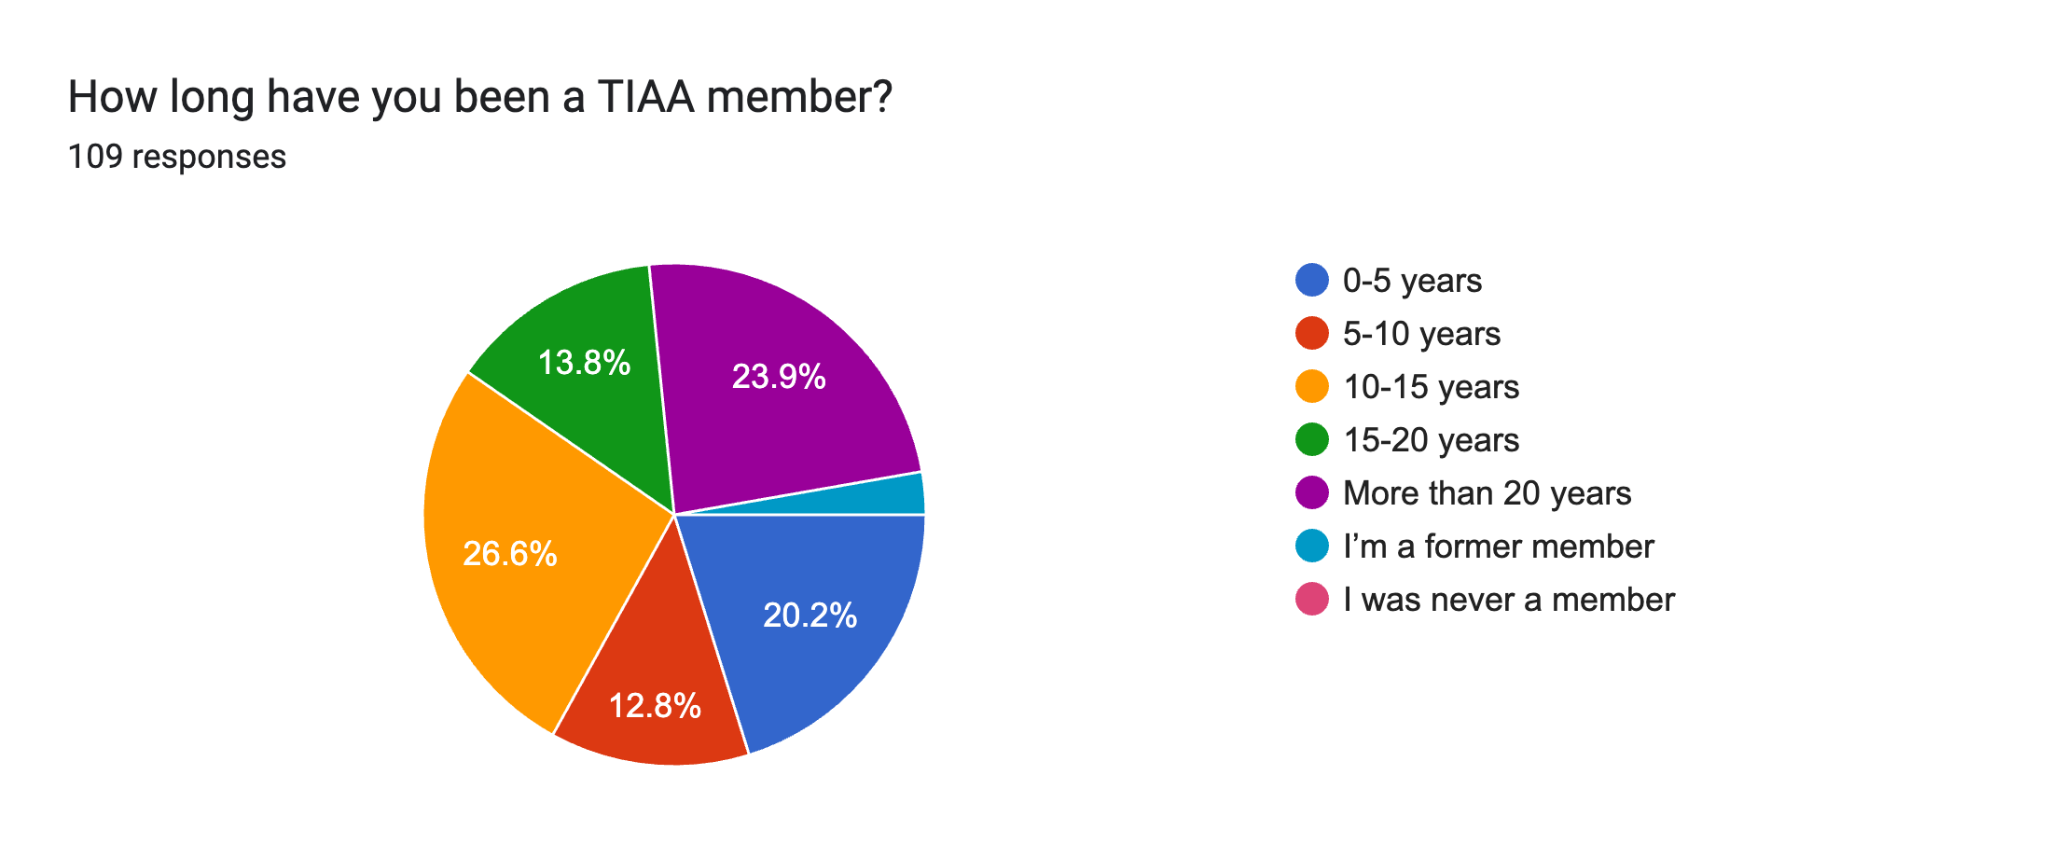 How long have you been a TIAA member?
109 responses
13.8%
23.9%
26.6%
20.2%
12.8%
0-5 years
5-10 years
10-15 years
15-20 years
More than 20 years
I’m a former member
I was never a member